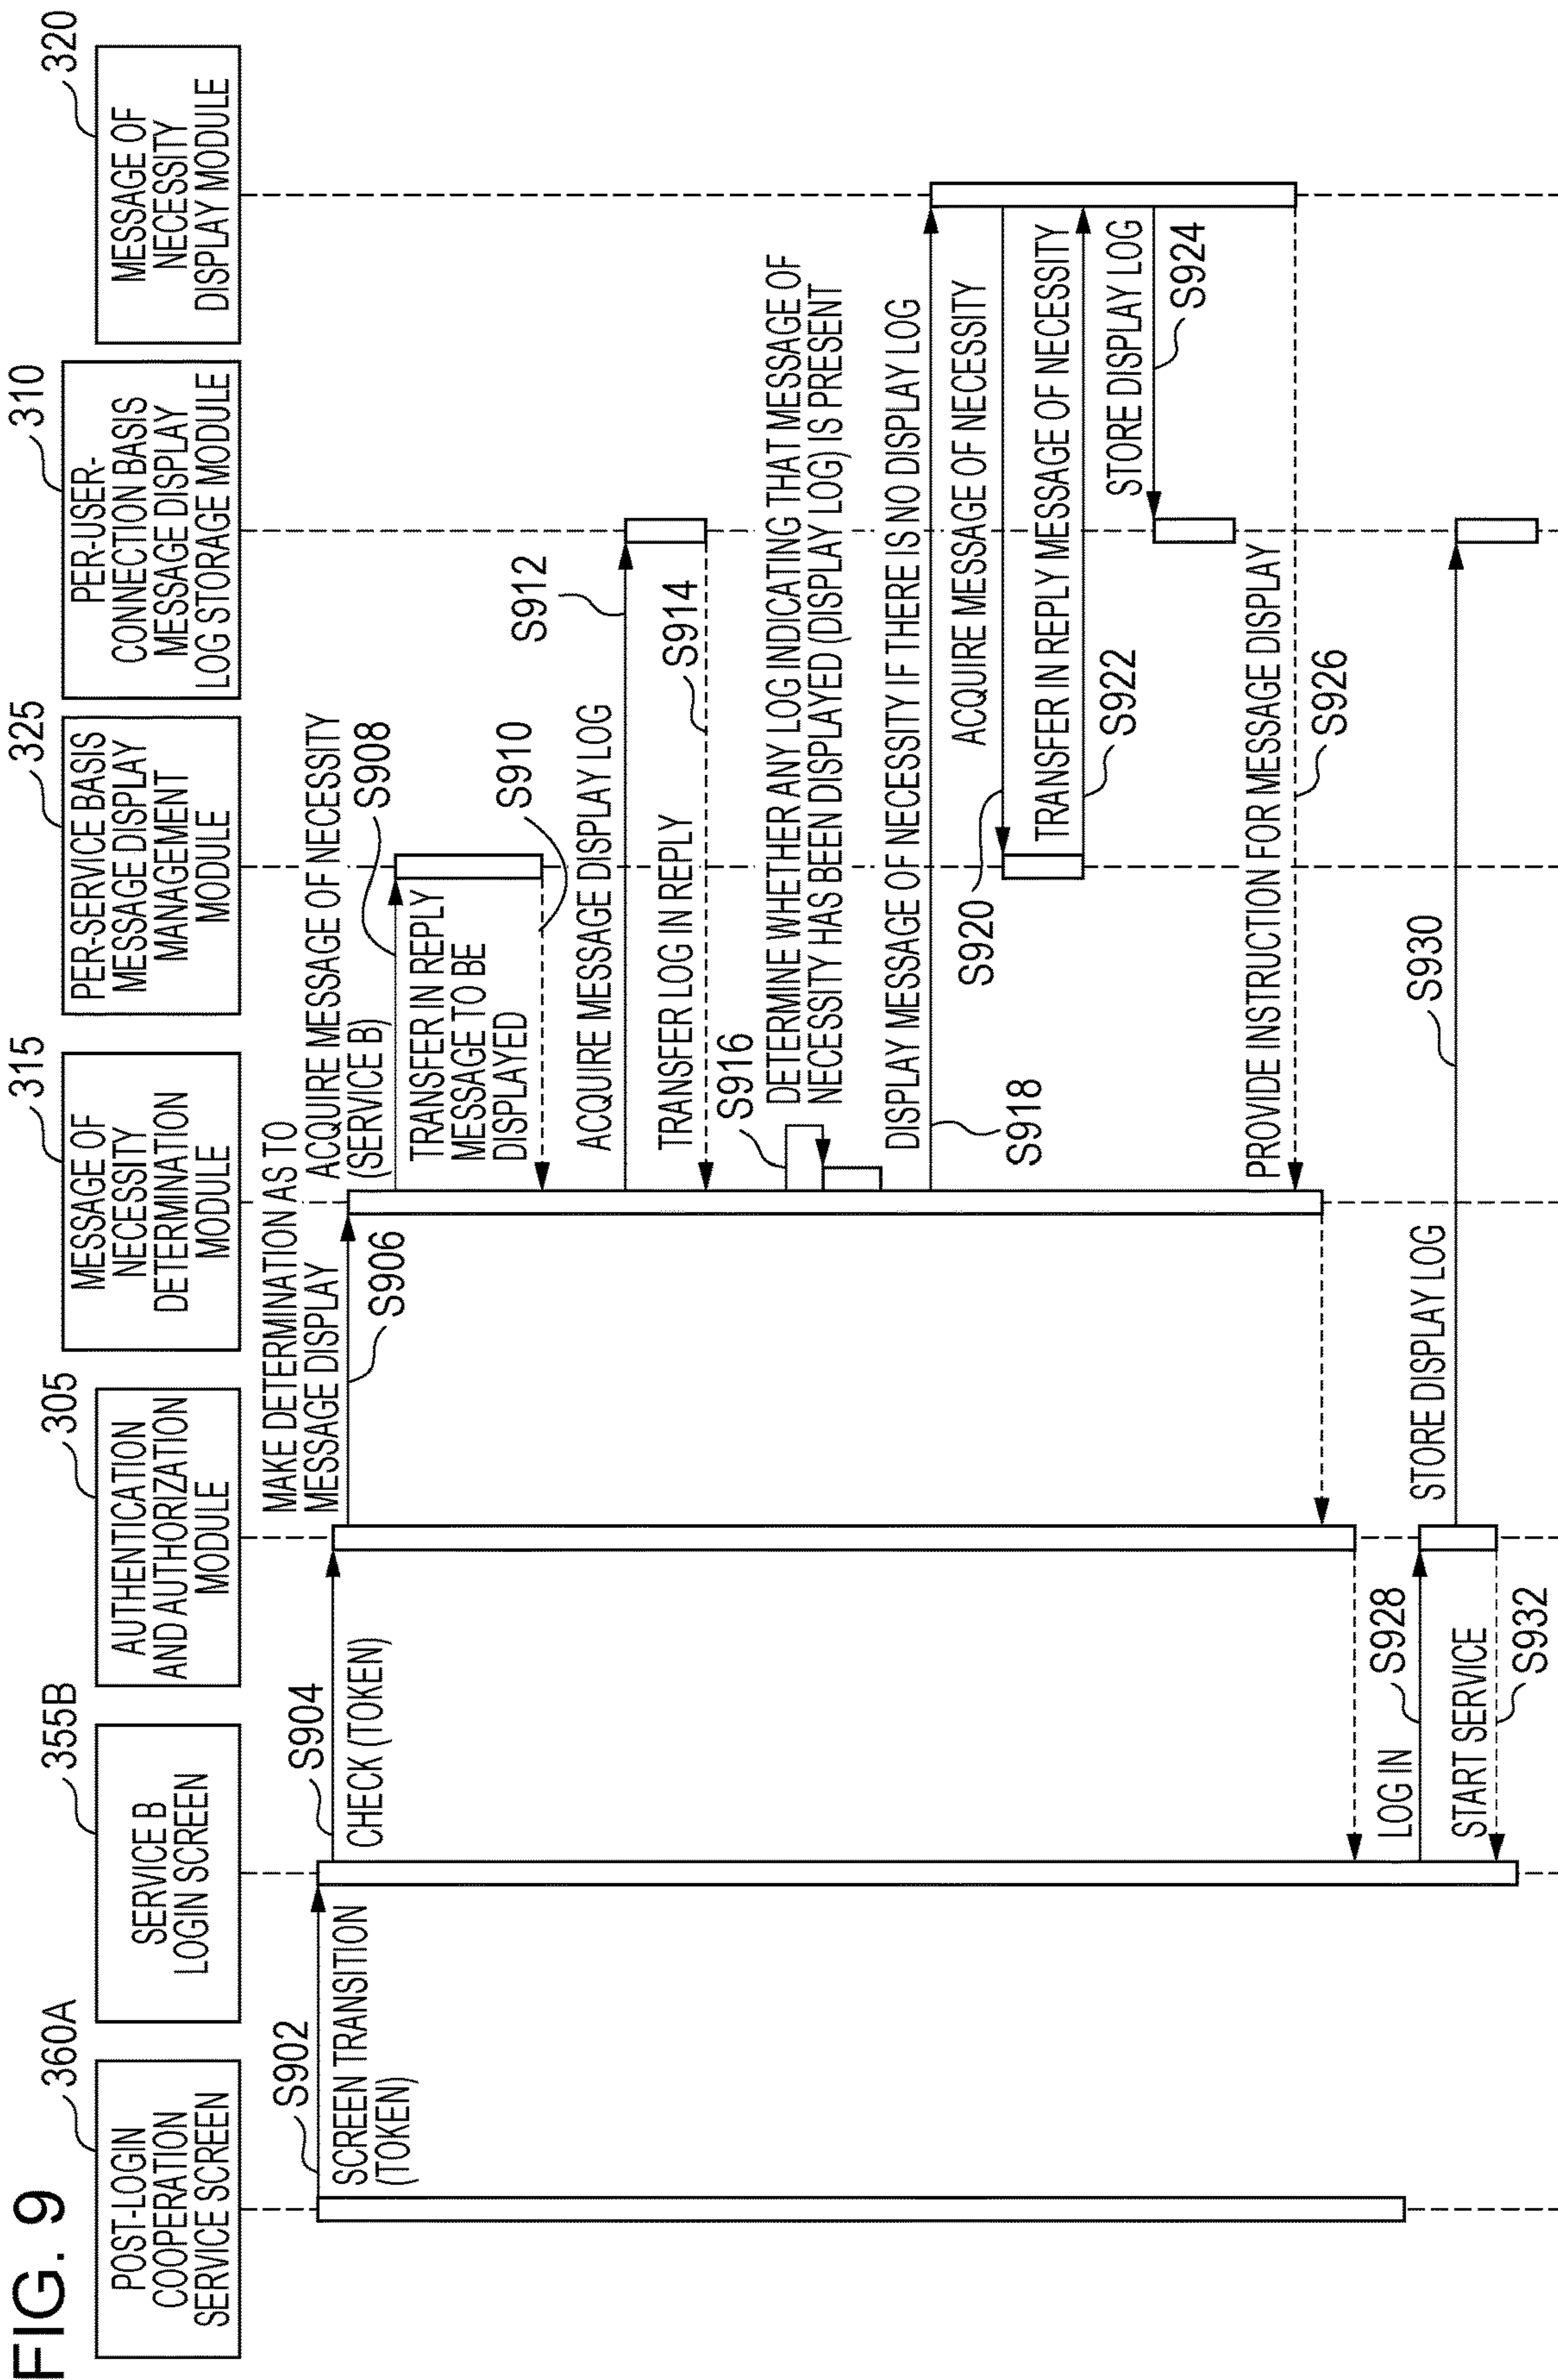 FIG. 9
360A
POST-LOGIN
COOPERATION
SERVICE SCREEN
355B
SERVICE B
LOGIN SCREEN
305
AUTHENTICATION
AND AUTHORIZATION
MODULE
315
MESSAGE OF
NECESSITY
DETERMINATION
MODULE
325
PER-SERVICE BASIS
MESSAGE DISPLAY
MANAGEMENT
MODULE
310
PER-USER-
CONNECTION BASIS
MESSAGE DISPLAY
LOG STORAGE MODULE
320
MESSAGE OF
NECESSITY
DISPLAY MODULE
S902
SCREEN TRANSITION
(TOKEN)
S904
CHECK (TOKEN)
MAKE DETERMINATION AS TO
MESSAGE DISPLAY
S906
ACQUIRE MESSAGE OF NECESSITY
(SERVICE B)
S908
TRANSFER IN REPLY
MESSAGE TO BE
DISPLAYED
S910
ACQUIRE MESSAGE DISPLAY LOG
S912
TRANSFER LOG IN REPLY
S914
S916
DETERMINE WHETHER ANY LOG INDICATING THAT MESSAGE OF
NECESSITY HAS BEEN DISPLAYED (DISPLAY LOG) IS PRESENT
DISPLAY MESSAGE OF NECESSITY IF THERE IS NO DISPLAY LOG
S918
ACQUIRE MESSAGE OF NECESSITY
S920
TRANSFER IN REPLY MESSAGE OF NECESSITY
S922
STORE DISPLAY LOG
S924
PROVIDE INSTRUCTION FOR MESSAGE DISPLAY
S926
LOG IN
S928
STORE DISPLAY LOG
S930
START SERVICE
S932